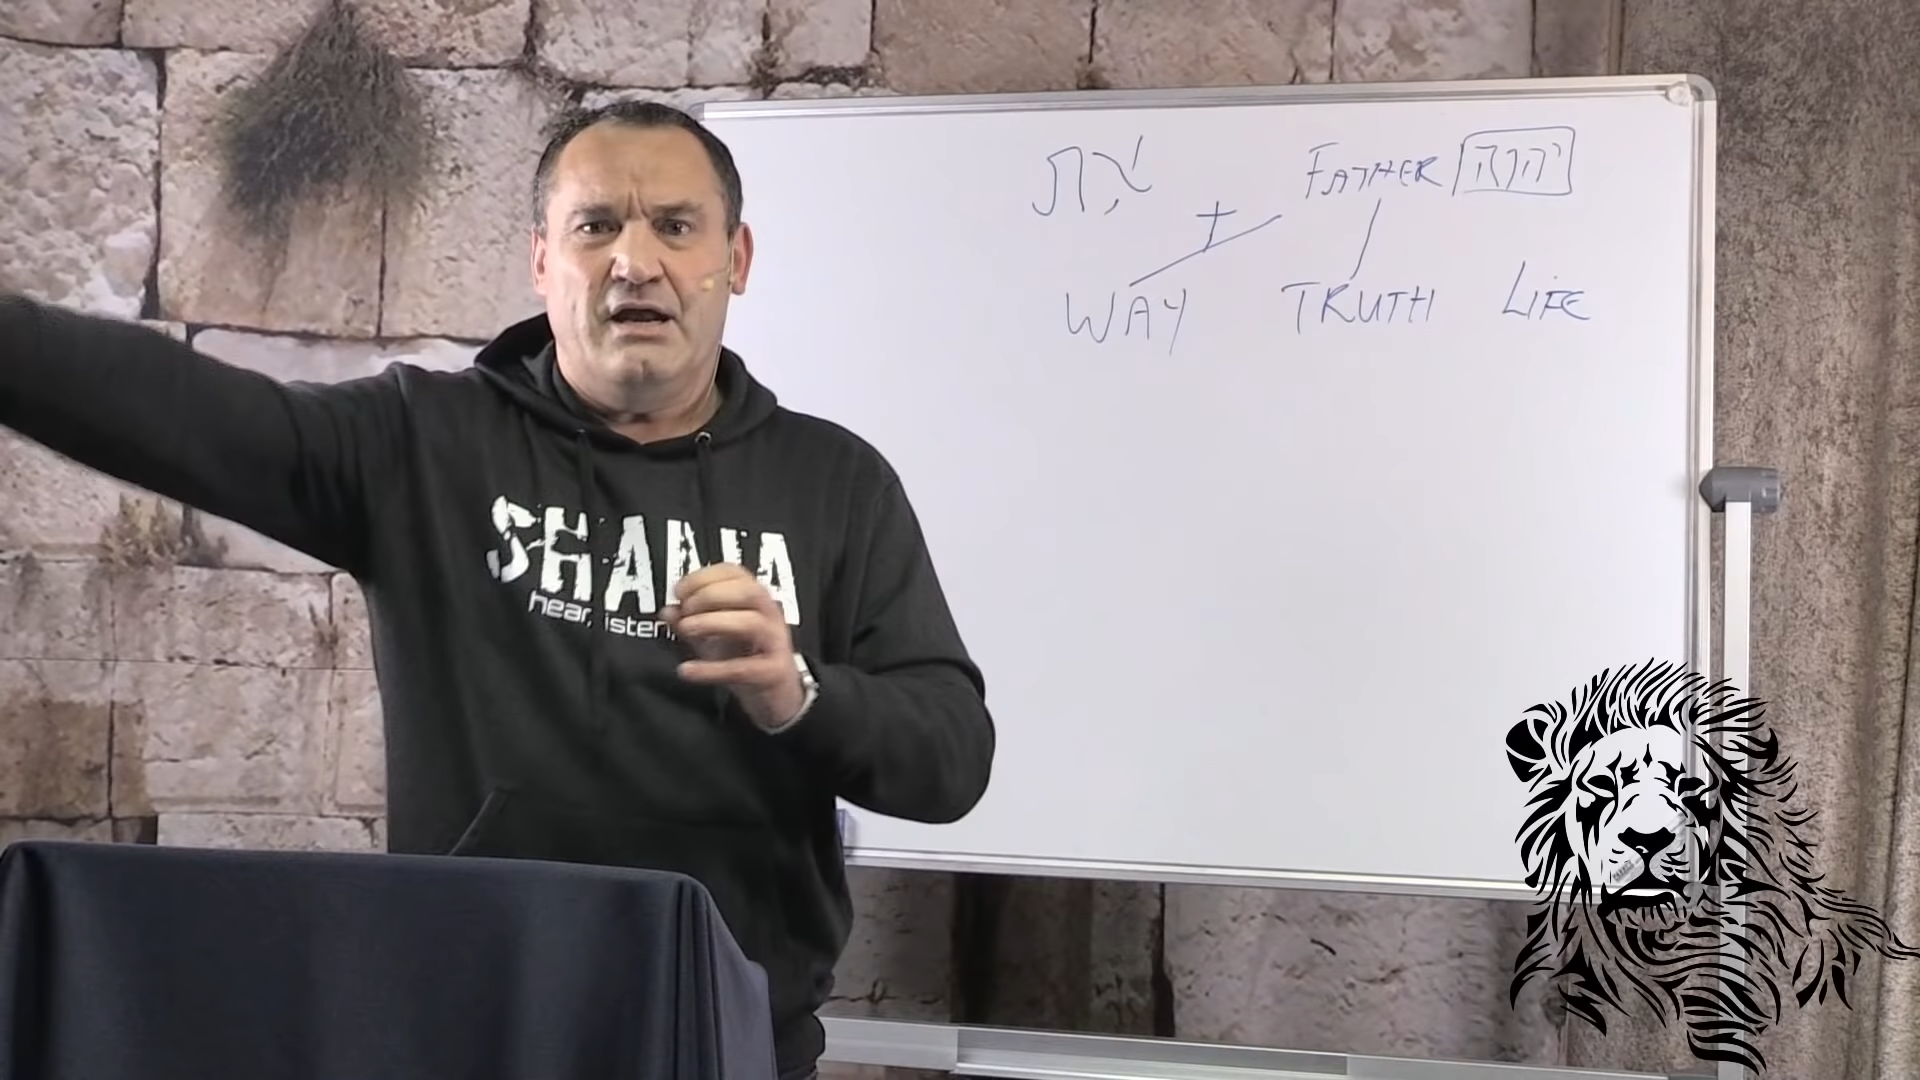 את
FATHER יהוה
WAY TRUTH LIFE
SHAMA
hear, listen,